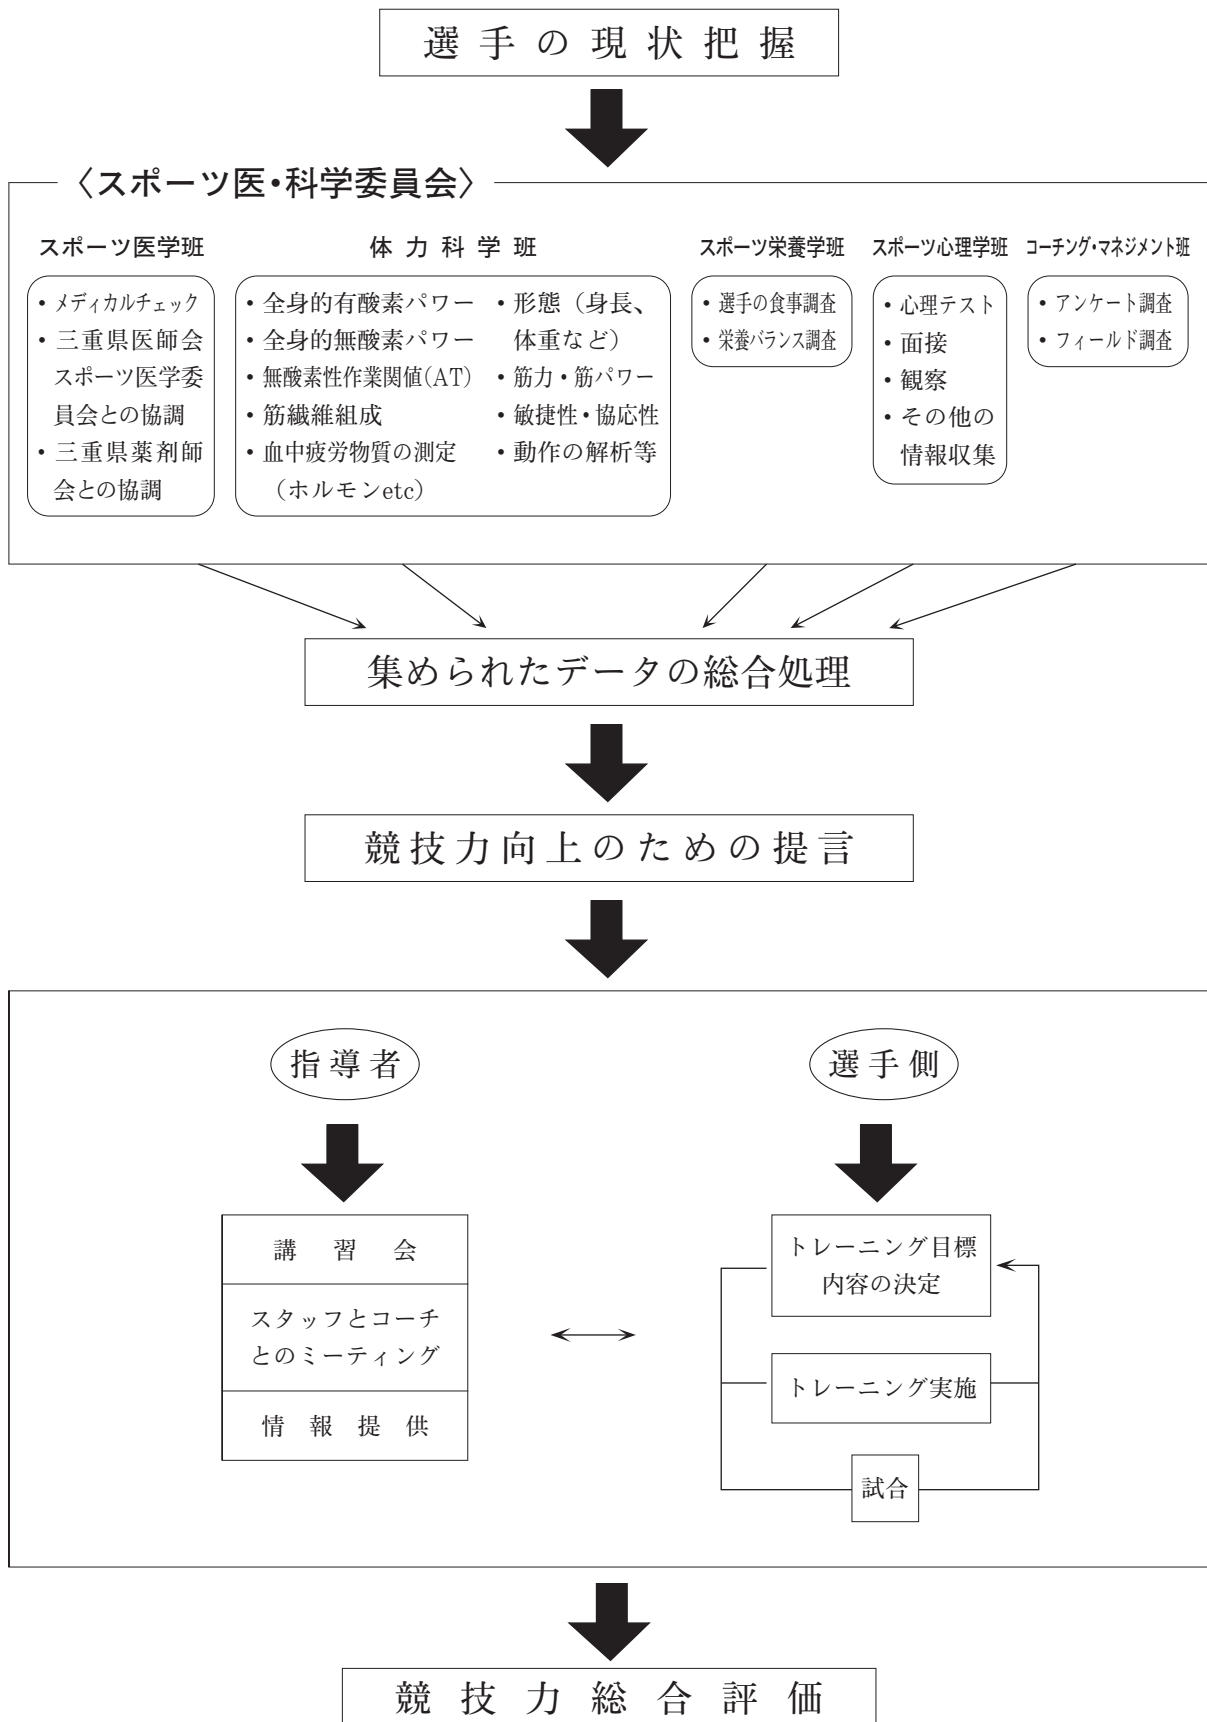 選手の現状把握
〈スポーツ医・科学委員会〉
スポーツ医学班
・メディカルチェック
・三重県医師会
スポーツ医学委
員会との協調
・三重県薬剤師
会との協調
体力科学班
・全身的有酸素パワー
・全身的無酸素パワー
・無酸素性作業関値(AT)
・筋繊維組成
・血中疲労物質の測定
（ホルモンetc）
・形態（身長、
体重など）
・筋力・筋パワー
・敏捷性・協応性
・動作の解析等
スポーツ栄養学班
・選手の食事調査
・栄養バランス調査
スポーツ心理学班
・心理テスト
・面接
・観察
・その他の
情報収集
コーチング・マネジメント班
・アンケート調査
・フィールド調査
集められたデータの総合処理
競技力向上のための提言
指導者
講習会
スタッフとコーチ
とのミーティング
情報提供
選手側
トレーニング目標
内容の決定
トレーニング実施
試合
競技力総合評価